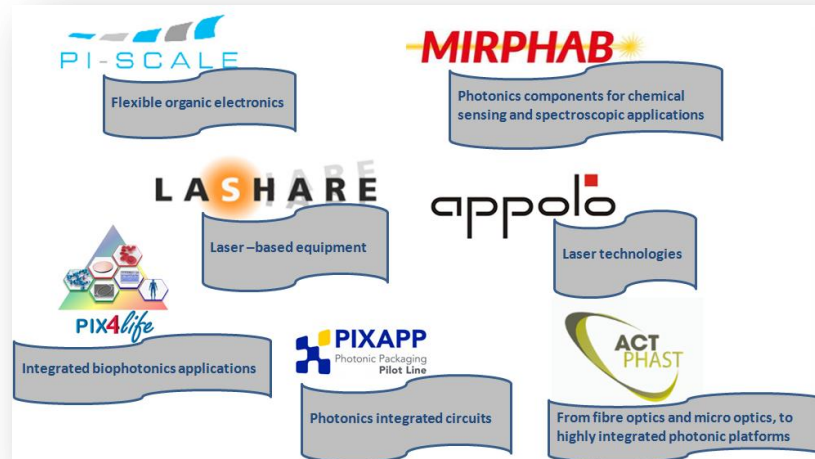 PI-SCALE
Flexible organic electronics
MIRPHAB
Photonics components for chemical
sensing and spectroscopic applications
LASHARE
Laser –based equipment
appolo
Laser technologies
PIX4life
Integrated biophotonics applications
PIXAPP
Photonic Packaging
Pilot Line
Photonics integrated circuits
ACT
PHAST
From fibre optics and micro optics, to
highly integrated photonic platforms